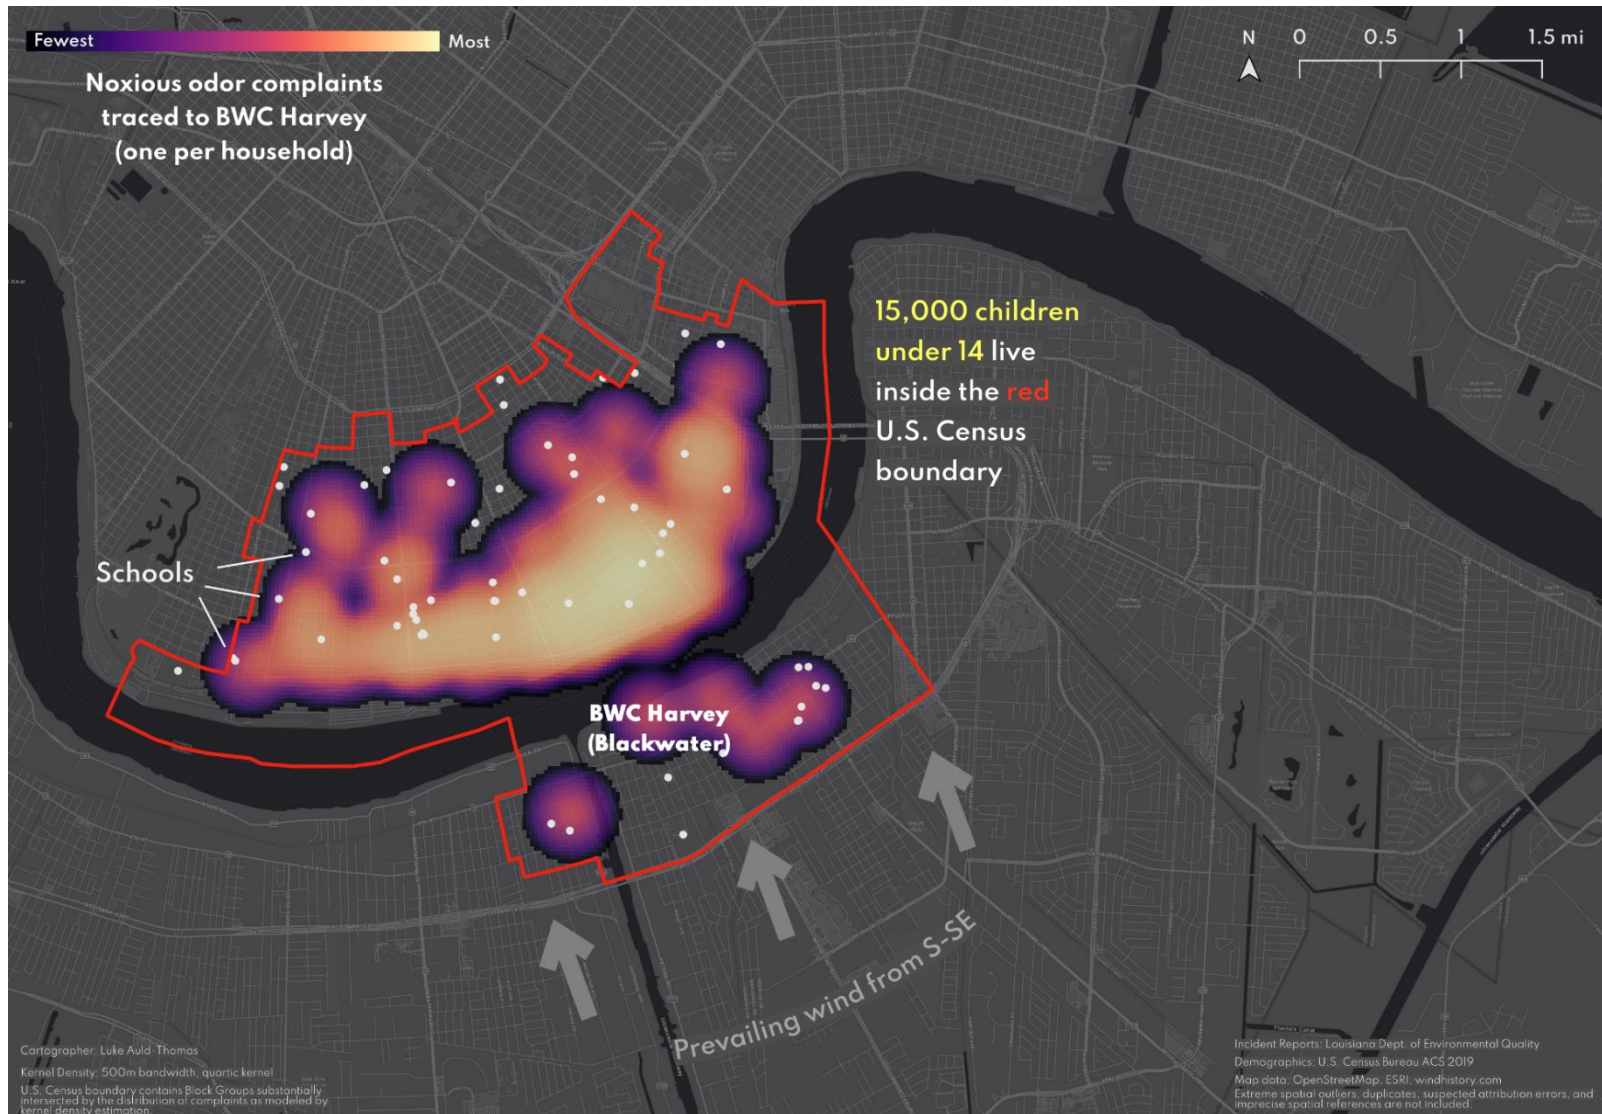 Fewest
Most
Noxious odor complaints
traced to BWC Harvey
(one per household)
N
0
0.5
1
1.5 mi
15,000 children
under 14 live
inside the red
U.S. Census
boundary
Schools
BWC Harvey
(Blackwater)
Prevailing wind from S-SE
Cartographer: Luke Auld-Thomas
Kernel Density: 500m bandwidth, quartic kernel
U.S. Census boundary contains Block Groups substantially
intersected by the distribution of complaints as modeled by
kernel density estimation.
Incident Reports: Louisiana Dept. of Environmental Quality
Demographics: U.S. Census Bureau ACS 2019
Map data: OpenStreetMap, ESRI, windhistory.com
Extreme spatial outliers, duplicates, suspected attribution errors, and
imprecise spatial references are not included.